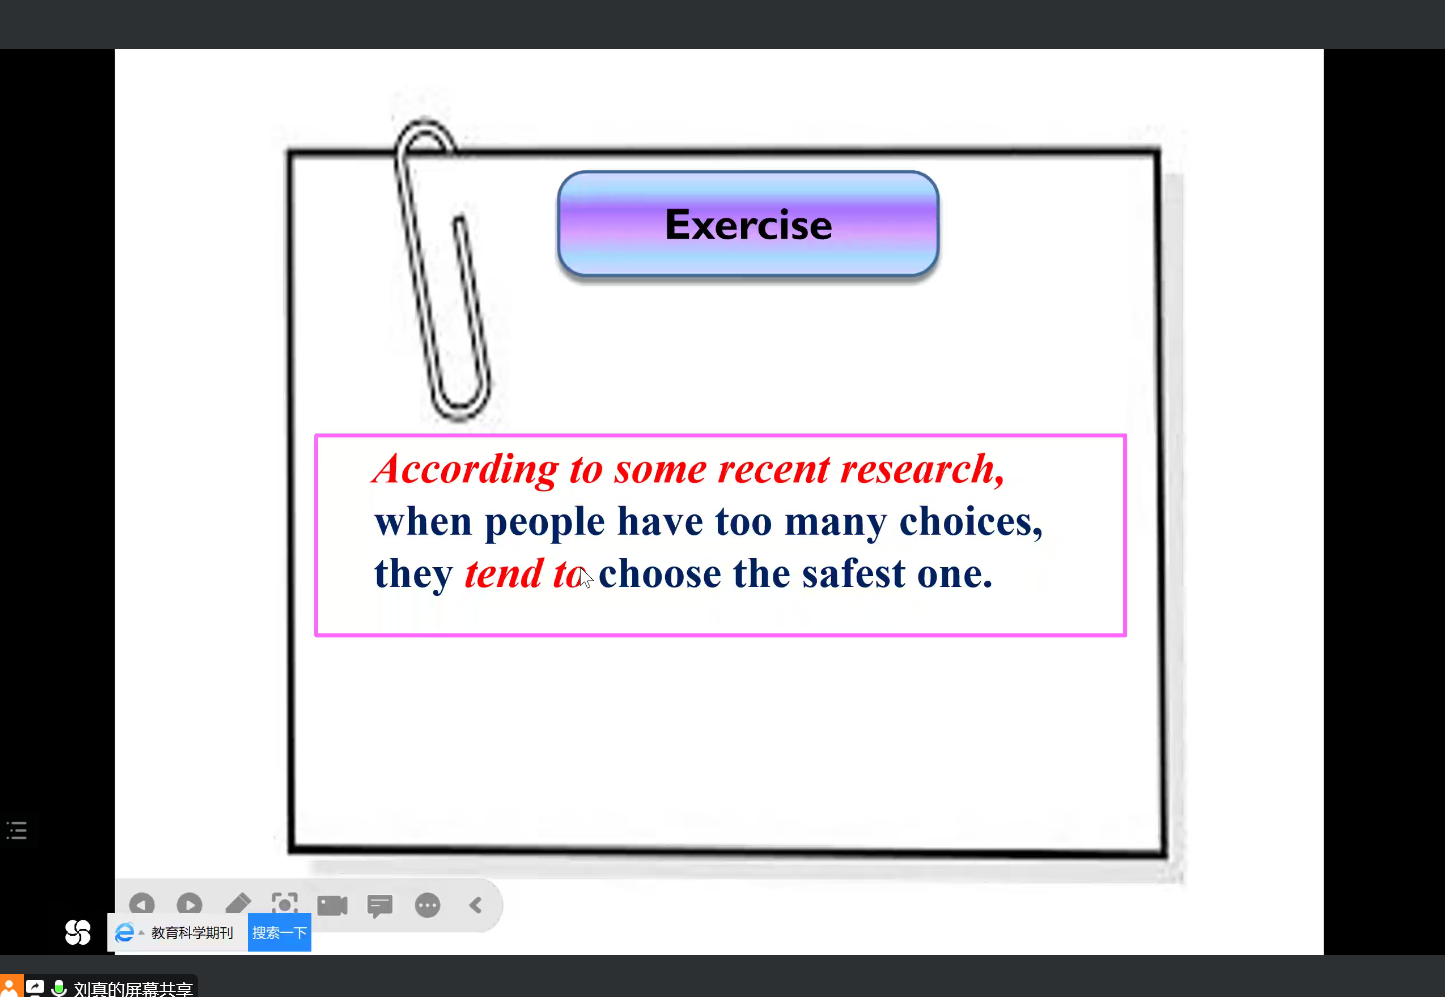 Exercise
According to some recent research,
when people have too many choices,
they tend to choose the safest one.
教育科学期刊 搜索一下
刘真的屏幕共享